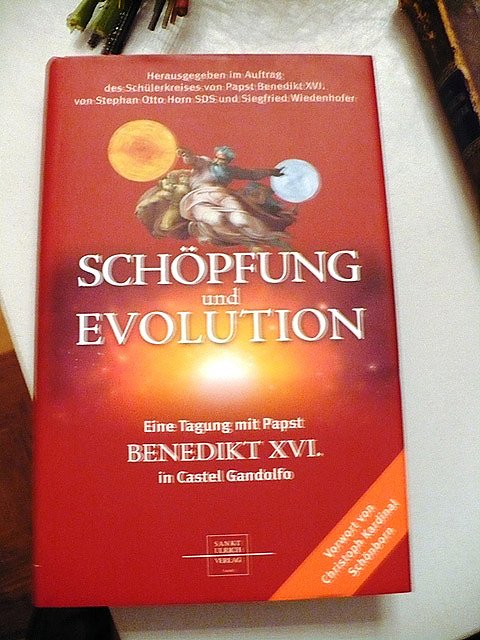 Herausgegeben im Auftrag
des Schülerkreises von Papst Benedikt XVI.
von Stephan Otto Horn SDS und Siegfried Wiedenhofer
SCHÖPFUNG
und
EVOLUTION
Eine Tagung mit Papst
BENEDIKT XVI.
in Castel Gandolfo
Vorwort von
Christoph Kardinal
Schönborn
SANKT
ULRICH
VERLAG